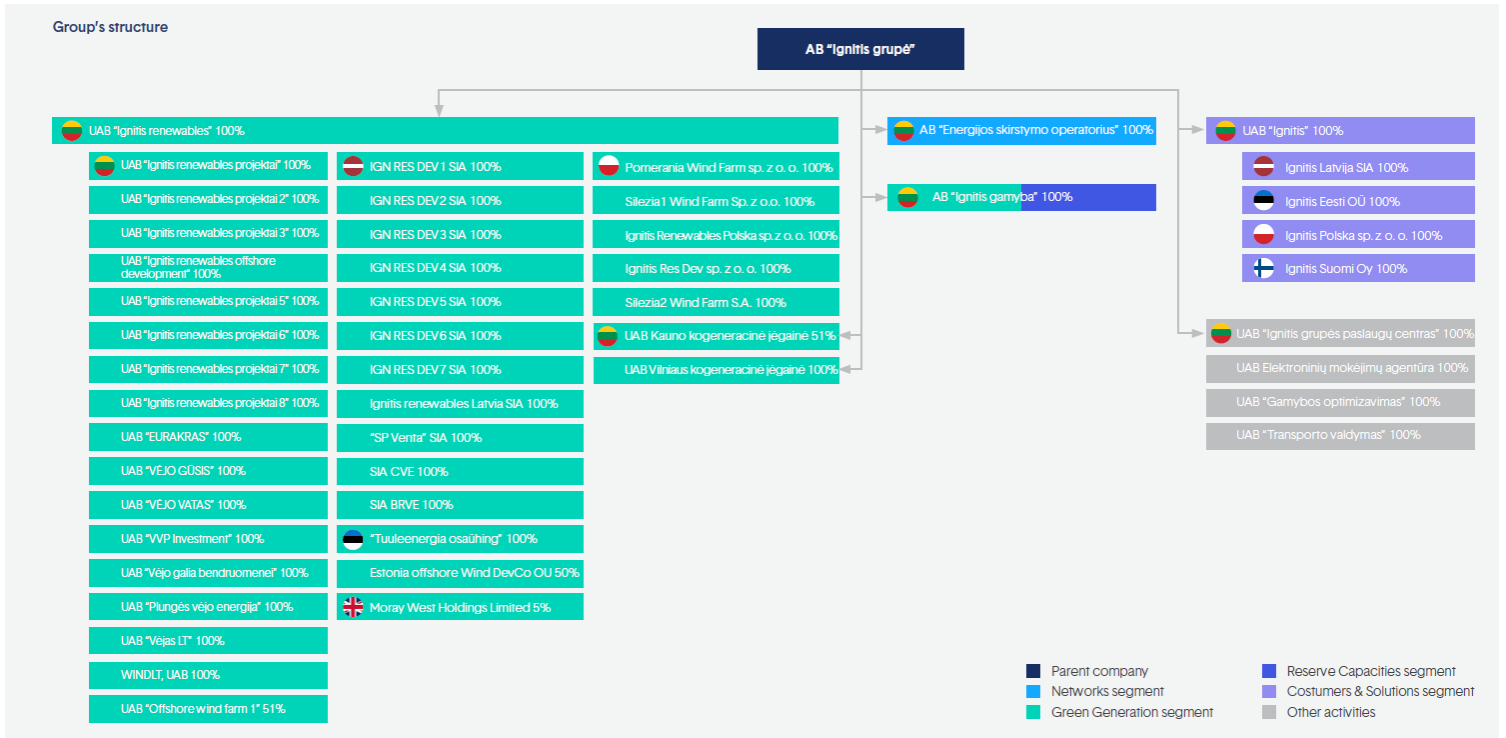 Group's structure
AB “Ignitis grupė”
UAB “Ignitis renewables” 100%
UAB “Ignitis renewables projektai” 100%
UAB “Ignitis renewables projektai 2” 100%
UAB “Ignitis renewables projektai 3” 100%
UAB “Ignitis renewables offshore
development” 100%
UAB “Ignitis renewables projektai 5” 100%
UAB “Ignitis renewables projektai 6” 100%
UAB “Ignitis renewables projektai 7” 100%
UAB “Ignitis renewables projektai 8” 100%
UAB “EURAKRAS” 100%
UAB “VĖJO GŪSIS” 100%
UAB “VĖJO VATAS” 100%
UAB “VVP Investment” 100%
UAB “Vėjo galia bendruomenei” 100%
UAB “Plungės vėjo energija” 100%
UAB “Vėjas LT” 100%
WINDLT, UAB 100%
UAB “Offshore wind farm 1” 51%
IGN RES DEV1 SIA 100%
IGN RES DEV2 SIA 100%
IGN RES DEV3 SIA 100%
IGN RES DEV4 SIA 100%
IGN RES DEV5 SIA 100%
IGN RES DEV6 SIA 100%
IGN RES DEV7 SIA 100%
Ignitis renewables Latvia SIA 100%
“SP Venta” SIA 100%
SIA CVE 100%
SIA BRVE 100%
“Tuuleenergia osaühing” 100%
Estonia offshore Wind DevCo OU 50%
Moray West Holdings Limited 5%
Pomerania Wind Farm sp. z o. o. 100%
Silezia1 Wind Farm Sp. z o.o. 100%
Ignitis Renewables Polska sp. z o. o. 100%
Ignitis Res Dev sp. z o. o. 100%
Silezia2 Wind Farm S.A. 100%
UAB Kauno kogeneracinė jėgainė 51%
UAB Vilniaus kogeneracinė jėgainė 100%
AB “Energijos skirstymo operatorius” 100%
AB “Ignitis gamyba” 100%
UAB “Ignitis” 100%
Ignitis Latvija SIA 100%
Ignitis Eesti OÜ 100%
Ignitis Polska sp. z o. o. 100%
Ignitis Suomi Oy 100%
UAB “Ignitis grupės paslaugų centras” 100%
UAB Elektroninių mokėjimų agentūra 100%
UAB “Gamybos optimizavimas” 100%
UAB “Transporto valdymas” 100%
Parent company
Networks segment
Green Generation segment
Reserve Capacities segment
Costumers & Solutions segment
Other activities